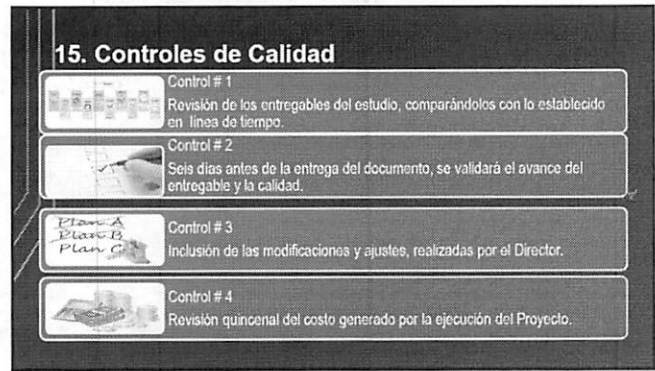 15. Controles de Calidad
Control # 1
Revisión de los entregables del estudio, comparándolos con lo establecido
en línea de tiempo.
Control # 2
Seis días antes de la entrega del documento, se validará el avance del
entregable y la calidad.
Plan A
Plan B
Plan C
Control # 3
Inclusión de las modificaciones y ajustes, realizadas por el Director.
Control # 4
Revisión quincenal del costo generado por la ejecución del Proyecto.